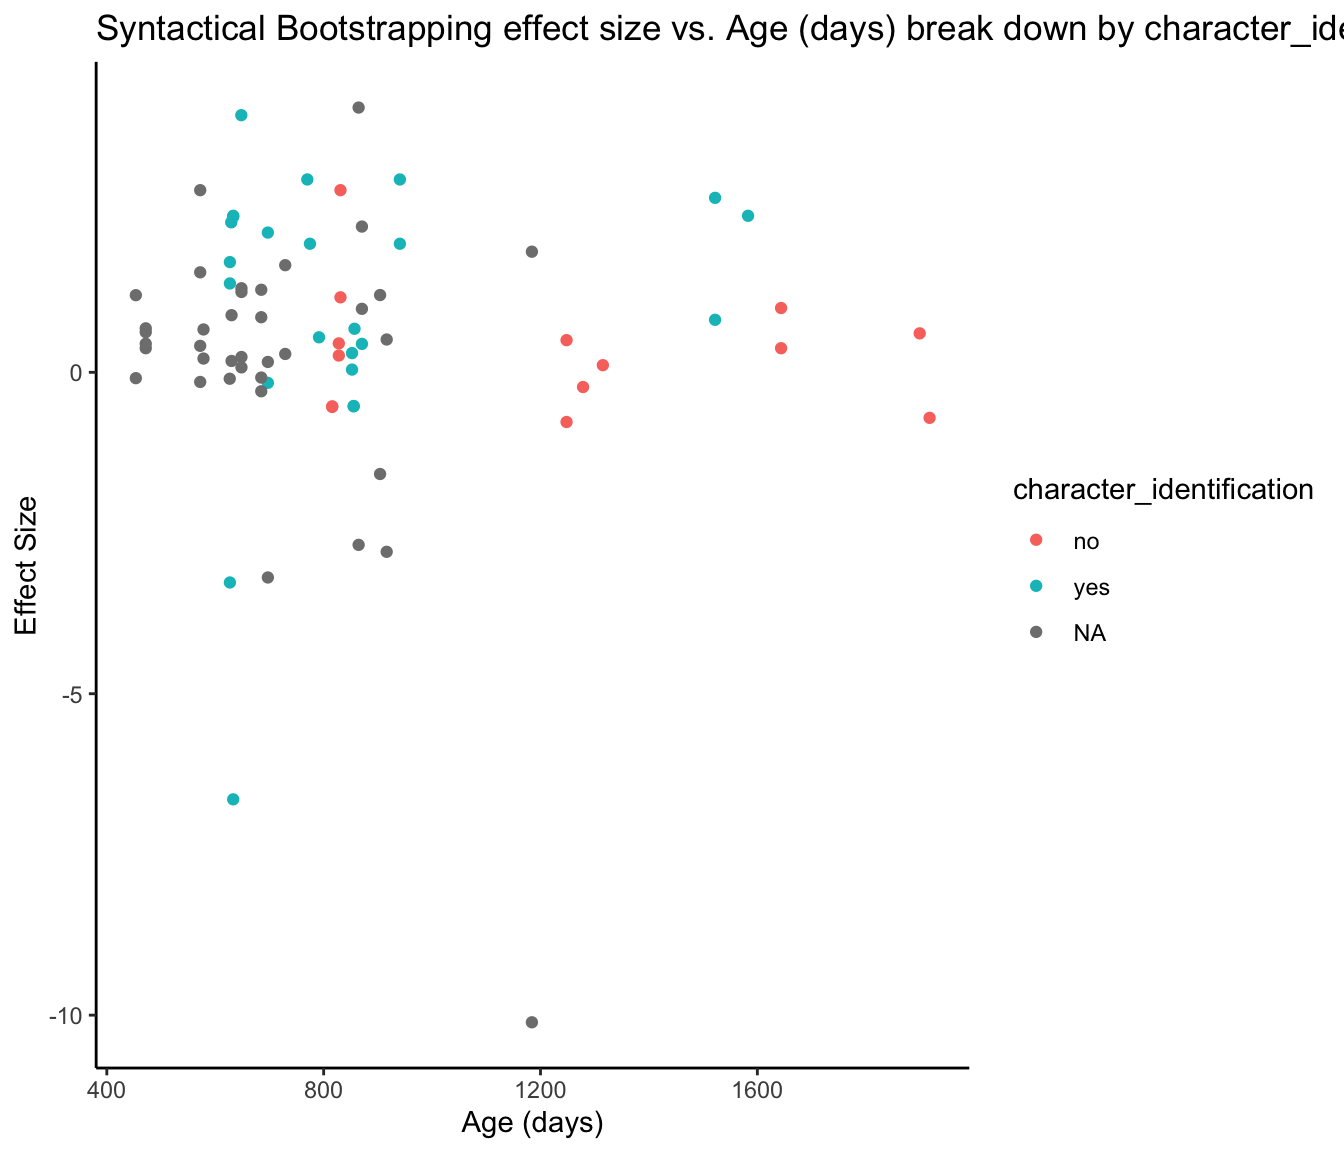 Syntactical Bootstrapping effect size vs. Age (days) break down by character_ide
0
-5
-10
Effect Size
400 800 1200 1600
Age (days)
character_identification
no
yes
NA